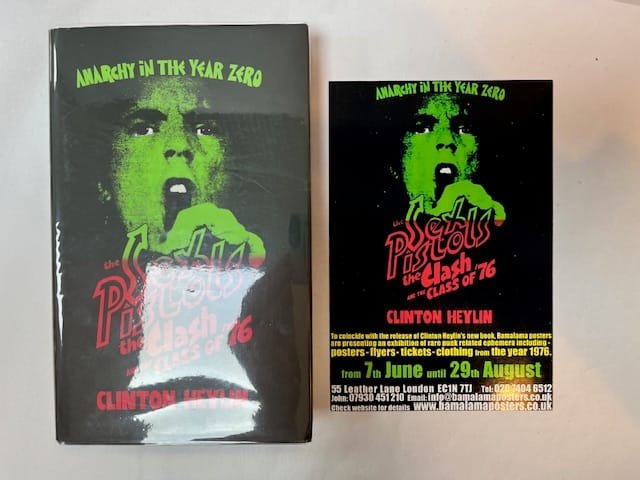 ANARCHY IN THE YEAR ZERO
the
Sex
Pistols
the Clash
AND THE CLASS OF '76
CLINTON HEYLIN
ANARCHY IN THE YEAR ZERO
the
Sex
Pistols
the Clash
AND THE CLASS OF '76
CLINTON HEYLIN
To coincide with the release of Clinton Heylin's new book, Bamalama posters
are presenting an exhibition of rare punk related ephemera including -
posters - flyers - tickets - clothing from the year 1976.
from 7th June until 29th August
55 Leather Lane London EC1N 7TJ Tel: 020 7404 6512
John: 07930 451 210 Email: info@bamalamaposters.co.uk
Check website for details www.bamalamaposters.co.uk